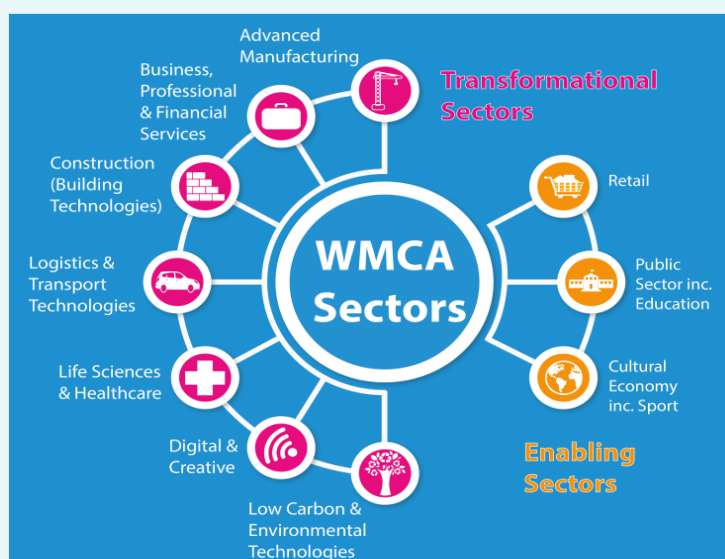 Advanced
Manufacturing
Business,
Professional
& Financial
Services
Construction
(Building
Technologies)
Logistics &
Transport
Technologies
Life Sciences
& Healthcare
Digital &
Creative
Low Carbon &
Environmental
Technologies
Transformational
Sectors
WMCA
Sectors
Retail
Public
Sector inc.
Education
Cultural
Economy
inc. Sport
Enabling
Sectors